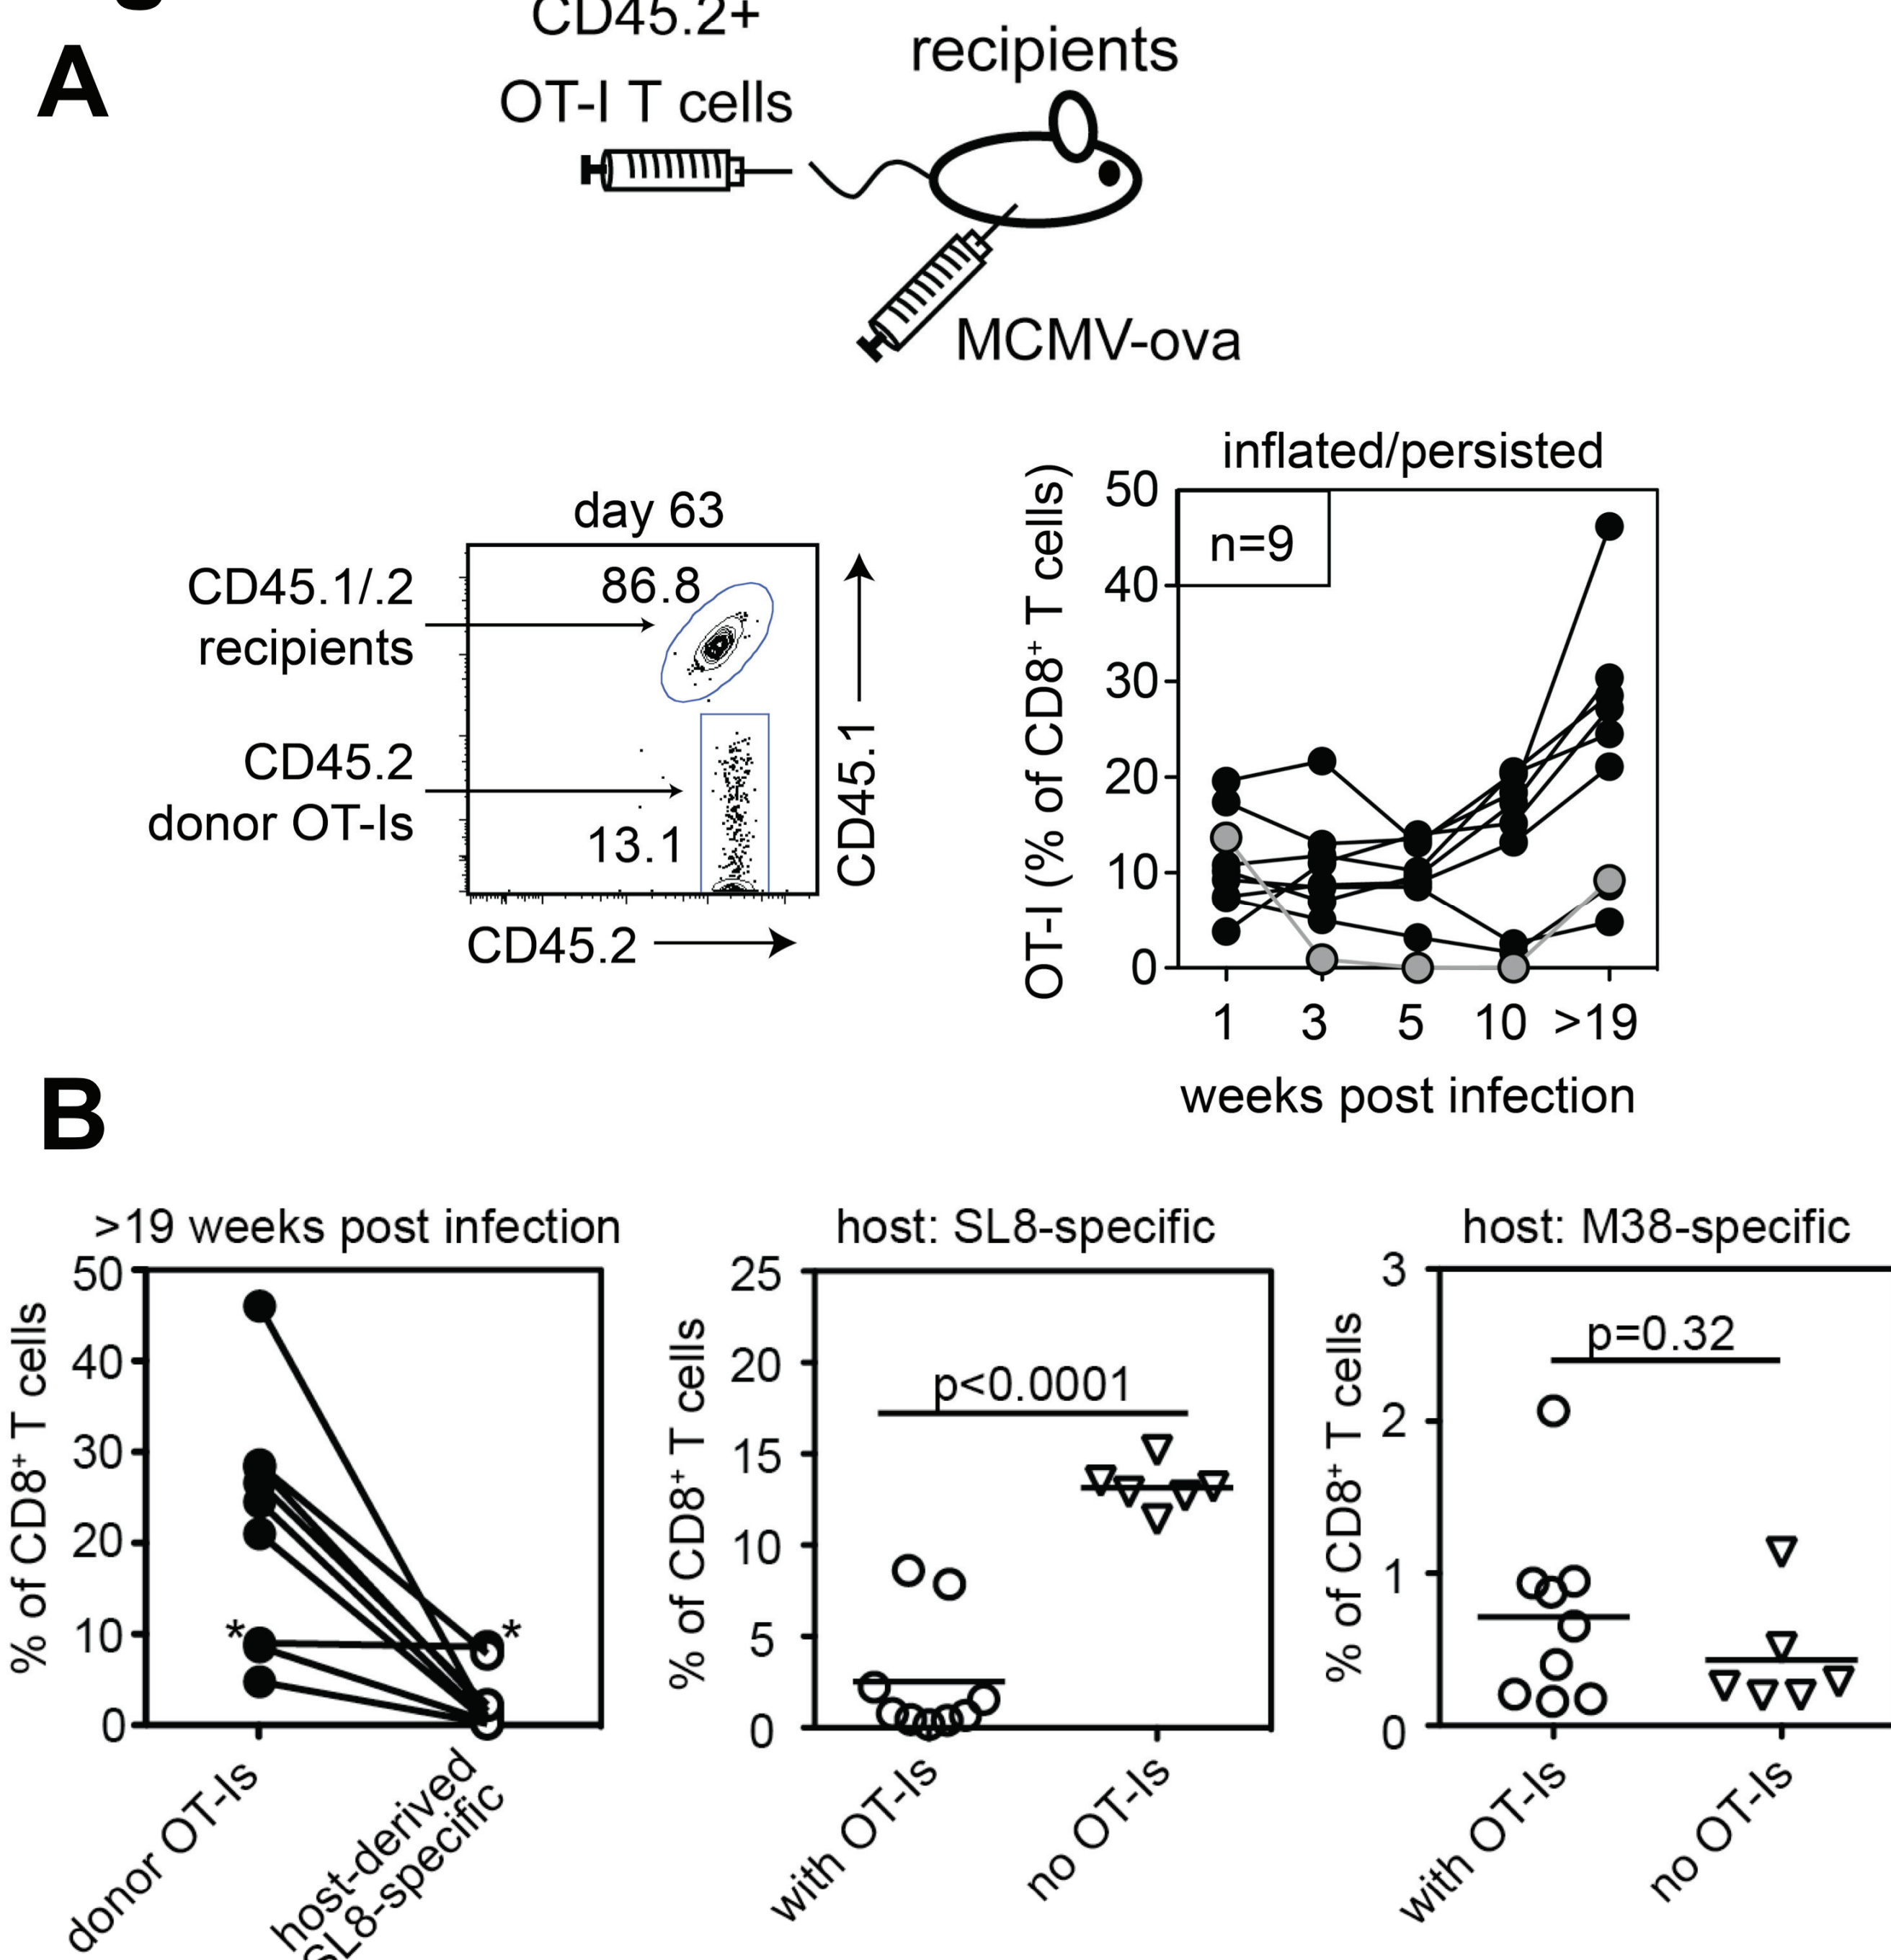 A
CD45.2+
OT-I T cells
recipients
MCMV-ova
day 63
CD45.1/.2
recipients
86.8
CD45.2
donor OT-Is
13.1
CD45.1
CD45.2
inflated/persisted
n=9
OT-I (% of CD8⁺ T cells)
50
40
30
20
10
0
1 3 5 10 >19
weeks post infection
B
>19 weeks post infection
% of CD8⁺ T cells
50
40
30
20
10
0
*
*
donor OT-Is
host-derived
SL8-specific
host: SL8-specific
% of CD8⁺ T cells
25
20
15
10
5
0
p<0.0001
with OT-Is
no OT-Is
host: M38-specific
% of CD8⁺ T cells
3
2
1
0
p=0.32
with OT-Is
no OT-Is